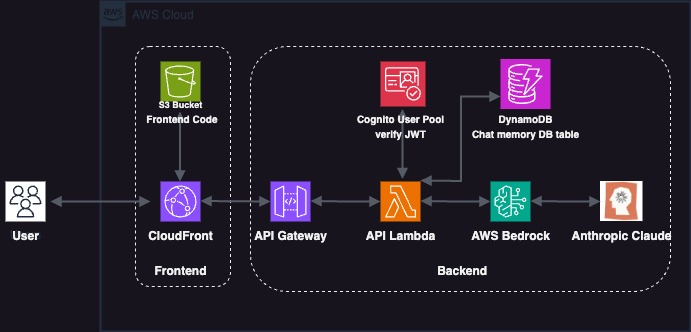 aws
AWS Cloud
S3 Bucket
Frontend Code
Cognito User Pool
verify JWT
DynamoDB
Chat memory DB table
User
CloudFront
API Gateway
API Lambda
AWS Bedrock
Anthropic Claude
Frontend
Backend